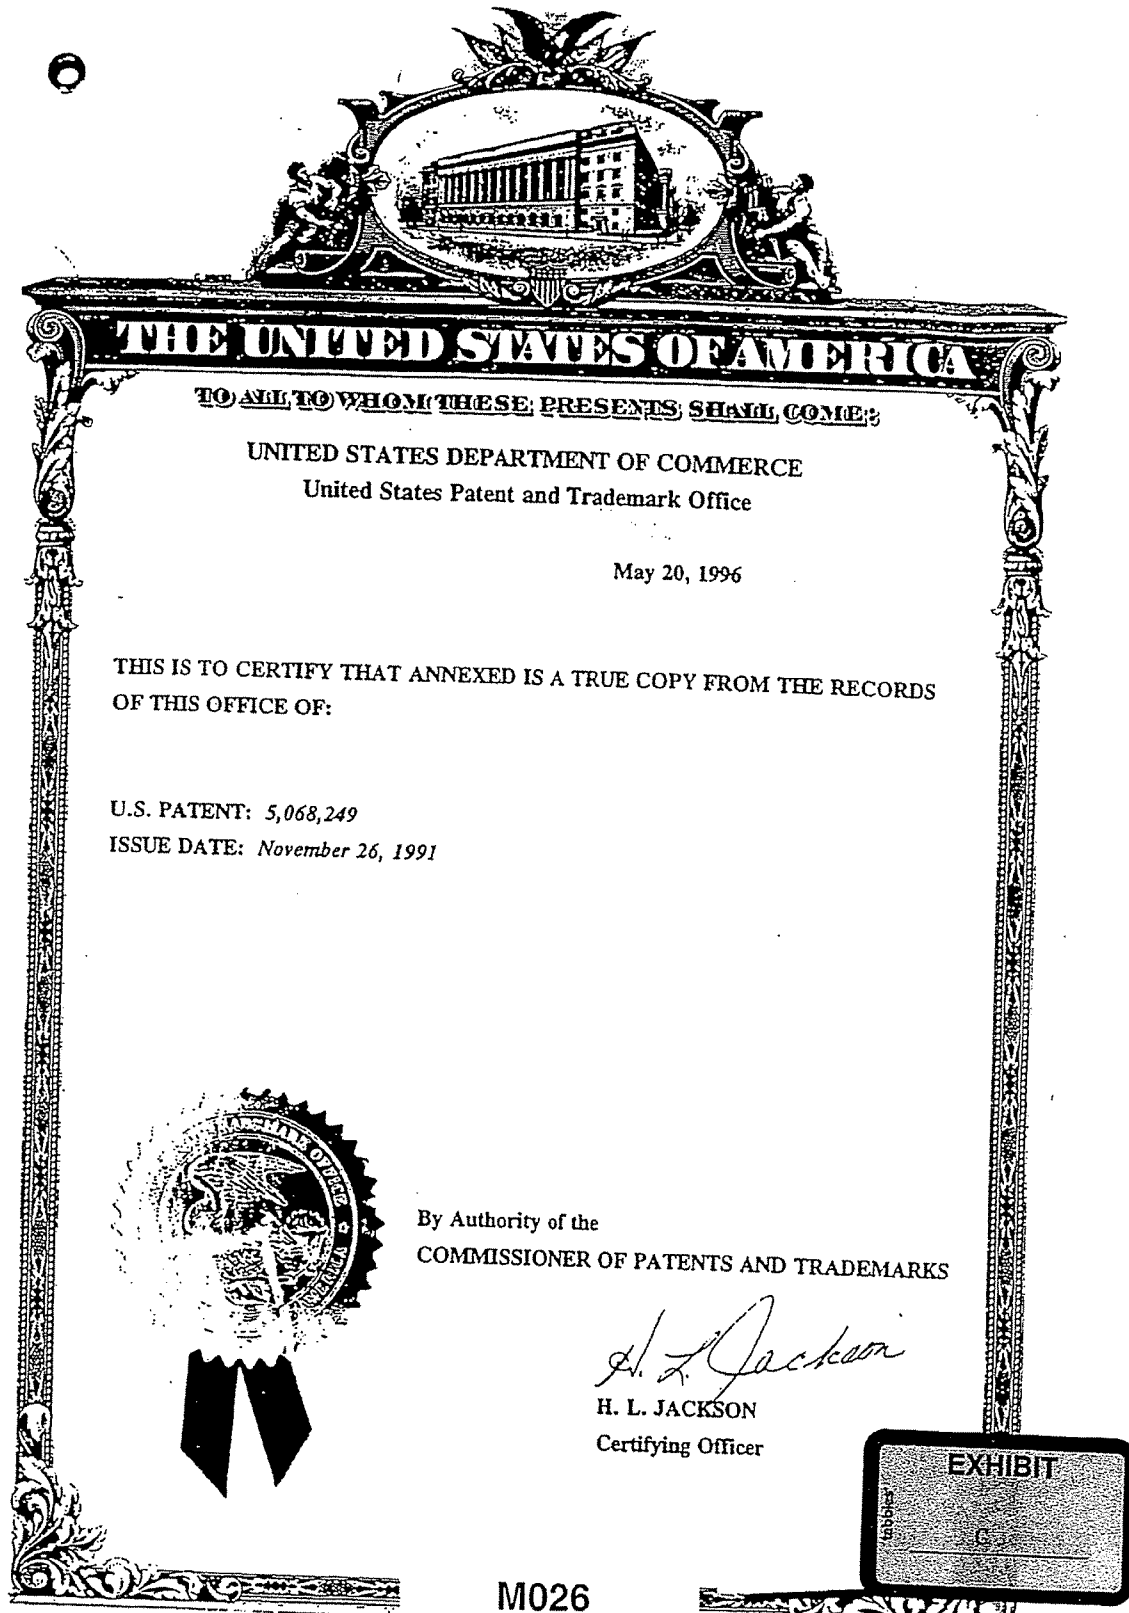 THE UNITED STATES OF AMERICA
TO ALL TO WHOM THESE PRESENTS SHALL COME:
UNITED STATES DEPARTMENT OF COMMERCE
United States Patent and Trademark Office
May 20, 1996
THIS IS TO CERTIFY THAT ANNEXED IS A TRUE COPY FROM THE RECORDS
OF THIS OFFICE OF:
U.S. PATENT: 5,068,249
ISSUE DATE: November 26, 1991
By Authority of the
COMMISSIONER OF PATENTS AND TRADEMARKS
H. L. Jackson
H. L. JACKSON
Certifying Officer
EXHIBIT
tabbies'
C
M026